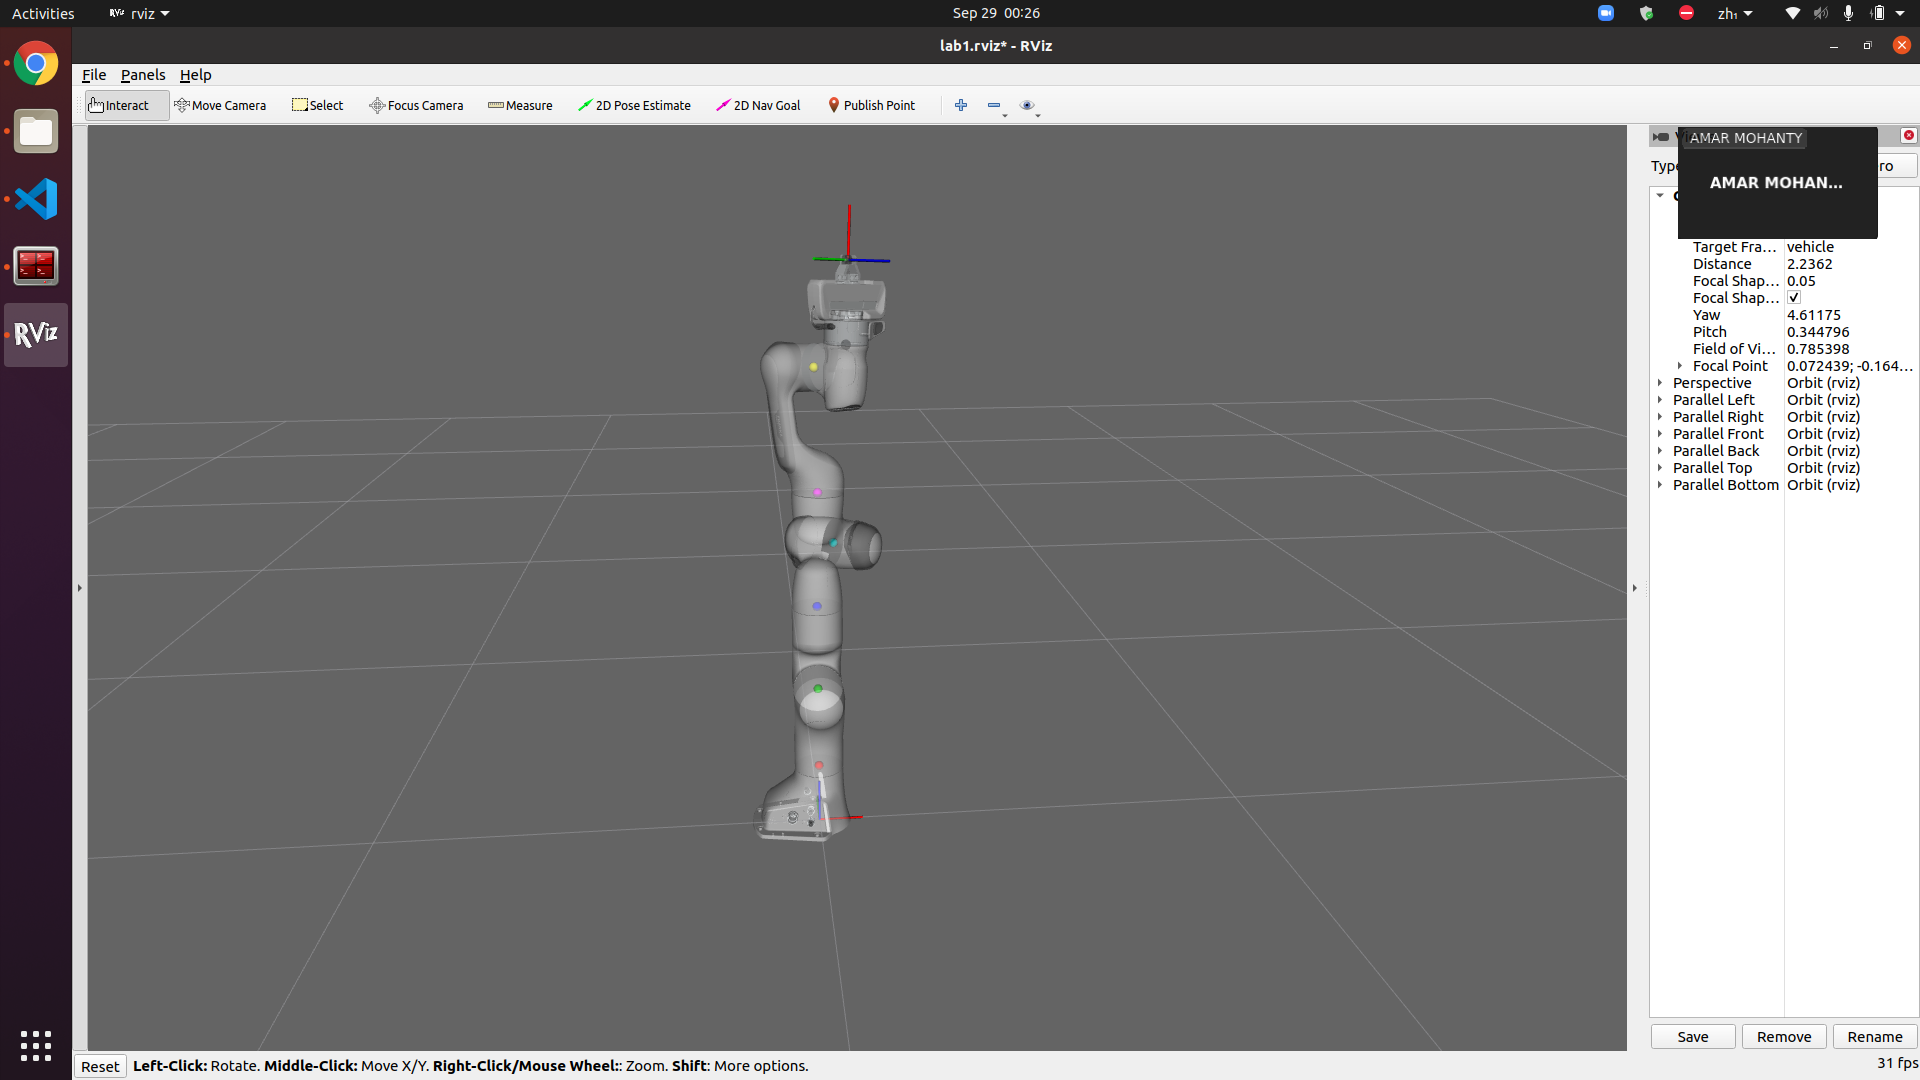 Activities rviz Sep 29 00:26 zh₁
lab1.rviz* - RViz
File Panels Help
Interact Move Camera Select Focus Camera Measure 2D Pose Estimate 2D Nav Goal Publish Point
AMAR MOHANTY
AMAR MOHAN...
Type
ro
RViz
Target Fra... vehicle
Distance 2.2362
Focal Shap... 0.05
Focal Shap... ✓
Yaw 4.61175
Pitch 0.344796
Field of Vi... 0.785398
Focal Point 0.072439; -0.164...
Perspective Orbit (rviz)
Parallel Left Orbit (rviz)
Parallel Right Orbit (rviz)
Parallel Front Orbit (rviz)
Parallel Back Orbit (rviz)
Parallel Top Orbit (rviz)
Parallel Bottom Orbit (rviz)
Save Remove Rename
Reset Left-Click: Rotate. Middle-Click: Move X/Y. Right-Click/Mouse Wheel:: Zoom. Shift: More options. 31 fps